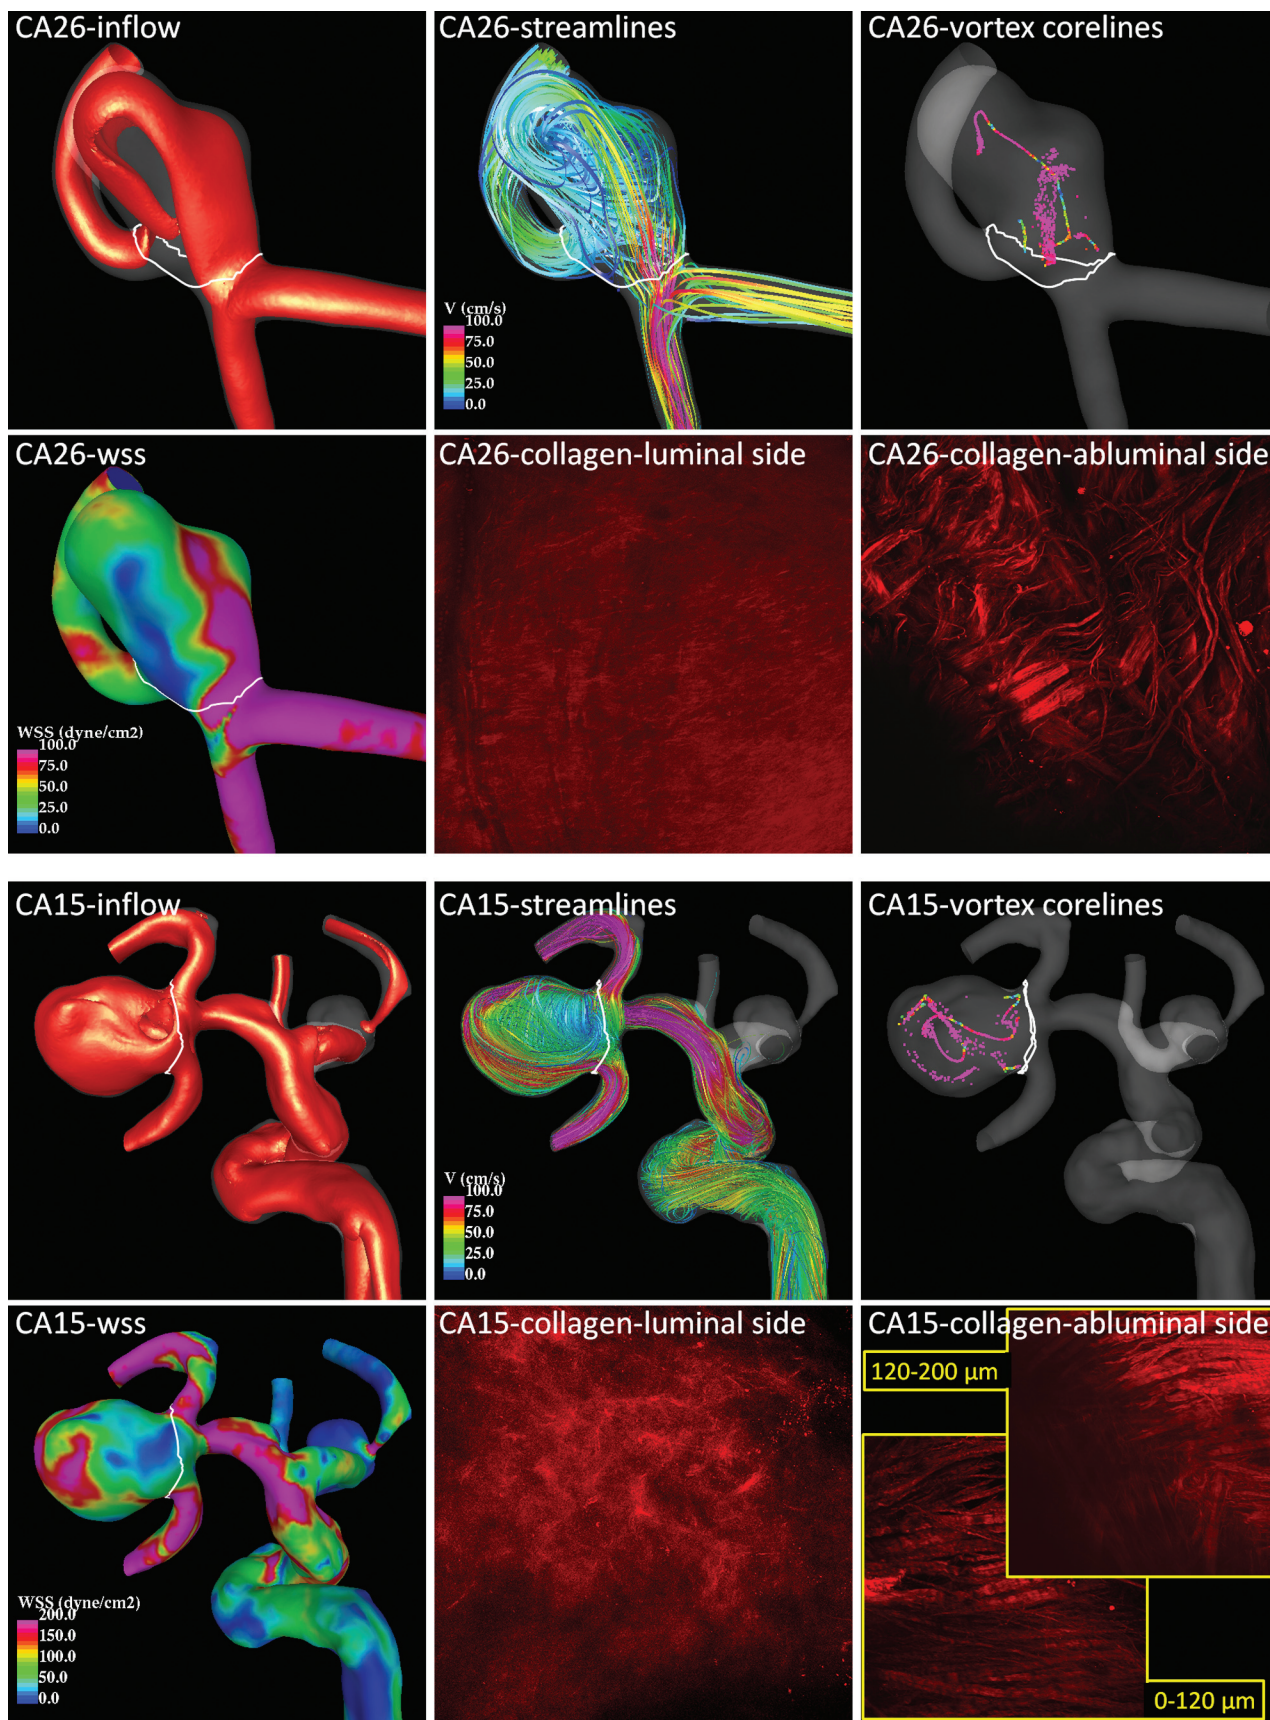 CA26-inflow
CA26-streamlines
V (cm/s)
100.0
75.0
50.0
25.0
0.0
CA26-vortex corelines
CA26-wss
WSS (dyne/cm2)
100.0
75.0
50.0
25.0
0.0
CA26-collagen-luminal side
CA26-collagen-abluminal side
CA15-inflow
CA15-streamlines
V (cm/s)
100.0
75.0
50.0
25.0
0.0
CA15-vortex corelines
CA15-wss
WSS (dyne/cm2)
200.0
150.0
100.0
50.0
0.0
CA15-collagen-luminal side
CA15-collagen-abluminal side
120-200 µm
0-120 µm